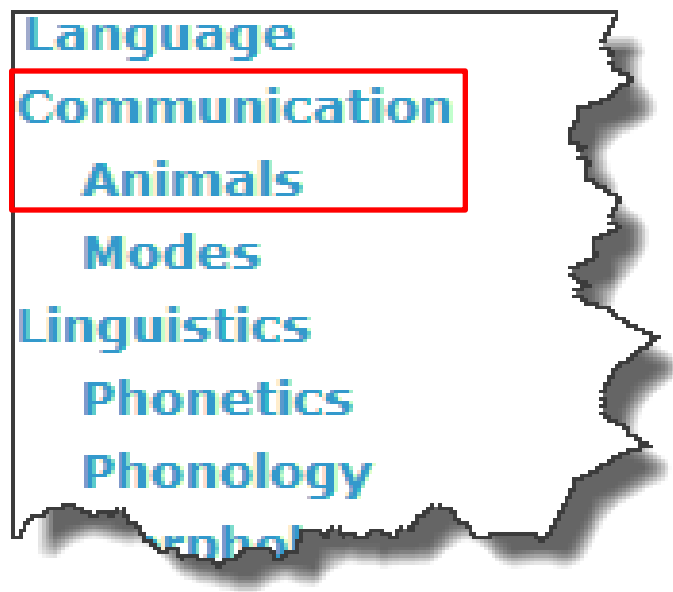 Language
Communication
Animals
Modes
Linguistics
Phonetics
Phonology